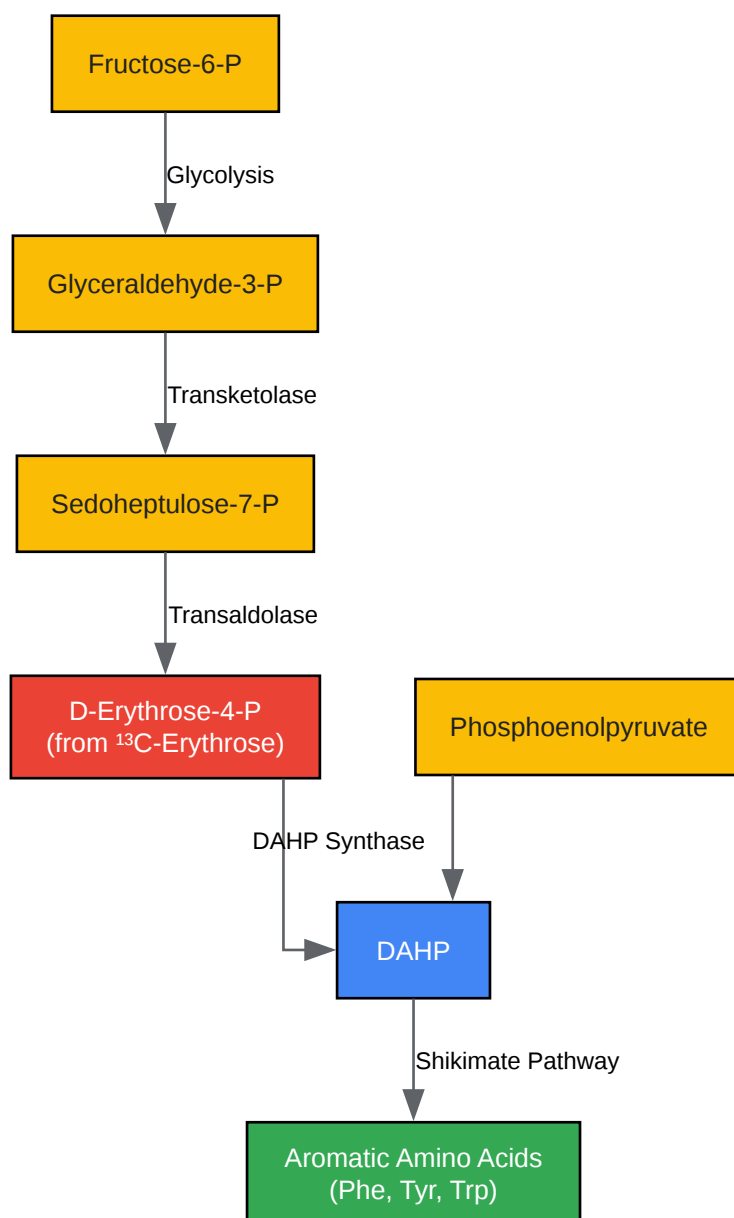 Fructose-6-P
Glycolysis
Glyceraldehyde-3-P
Transketolase
Sedoheptulose-7-P
Transaldolase
D-Erythrose-4-P
(from ¹³C-Erythrose)
Phosphoenolpyruvate
DAHP Synthase
DAHP
Shikimate Pathway
Aromatic Amino Acids
(Phe, Tyr, Trp)